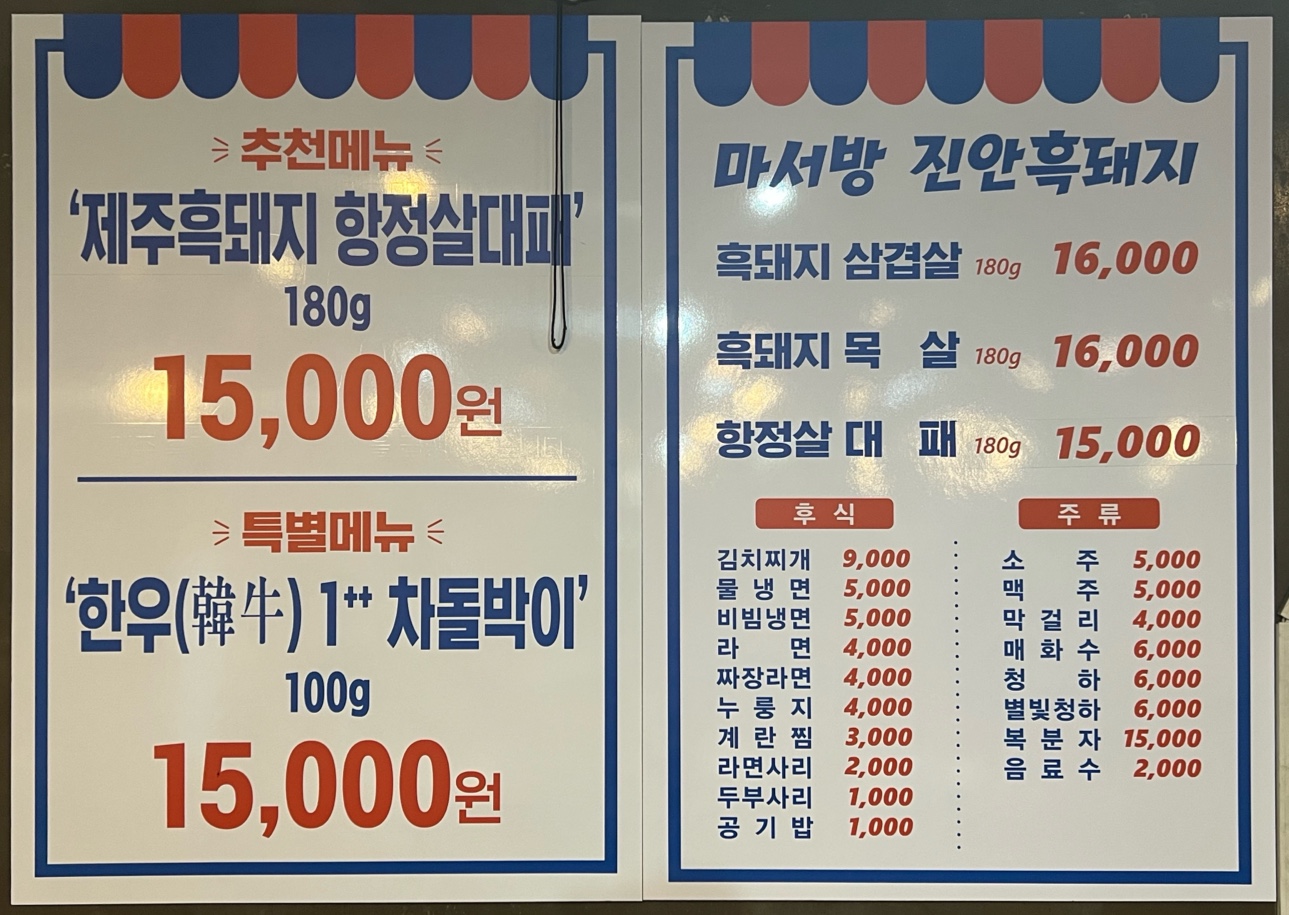 추천메뉴
‘제주흑돼지 항정살대패’
180g
15,000원
특별메뉴
‘한우(韓牛) 1++ 차돌박이’
100g
15,000원
마서방 진안흑돼지
흑돼지 삼겹살 180g 16,000
흑돼지 목 살 180g 16,000
항정살 대 패 180g 15,000
후 식
김치찌개 9,000
물 냉 면 5,000
비빔냉면 5,000
라 면 4,000
짜장라면 4,000
누 룽 지 4,000
계 란 찜 3,000
라면사리 2,000
두부사리 1,000
공 기 밥 1,000
주 류
소 주 5,000
맥 주 5,000
막 걸 리 4,000
매 화 수 6,000
청 하 6,000
별빛청하 6,000
복 분 자 15,000
음 료 수 2,000